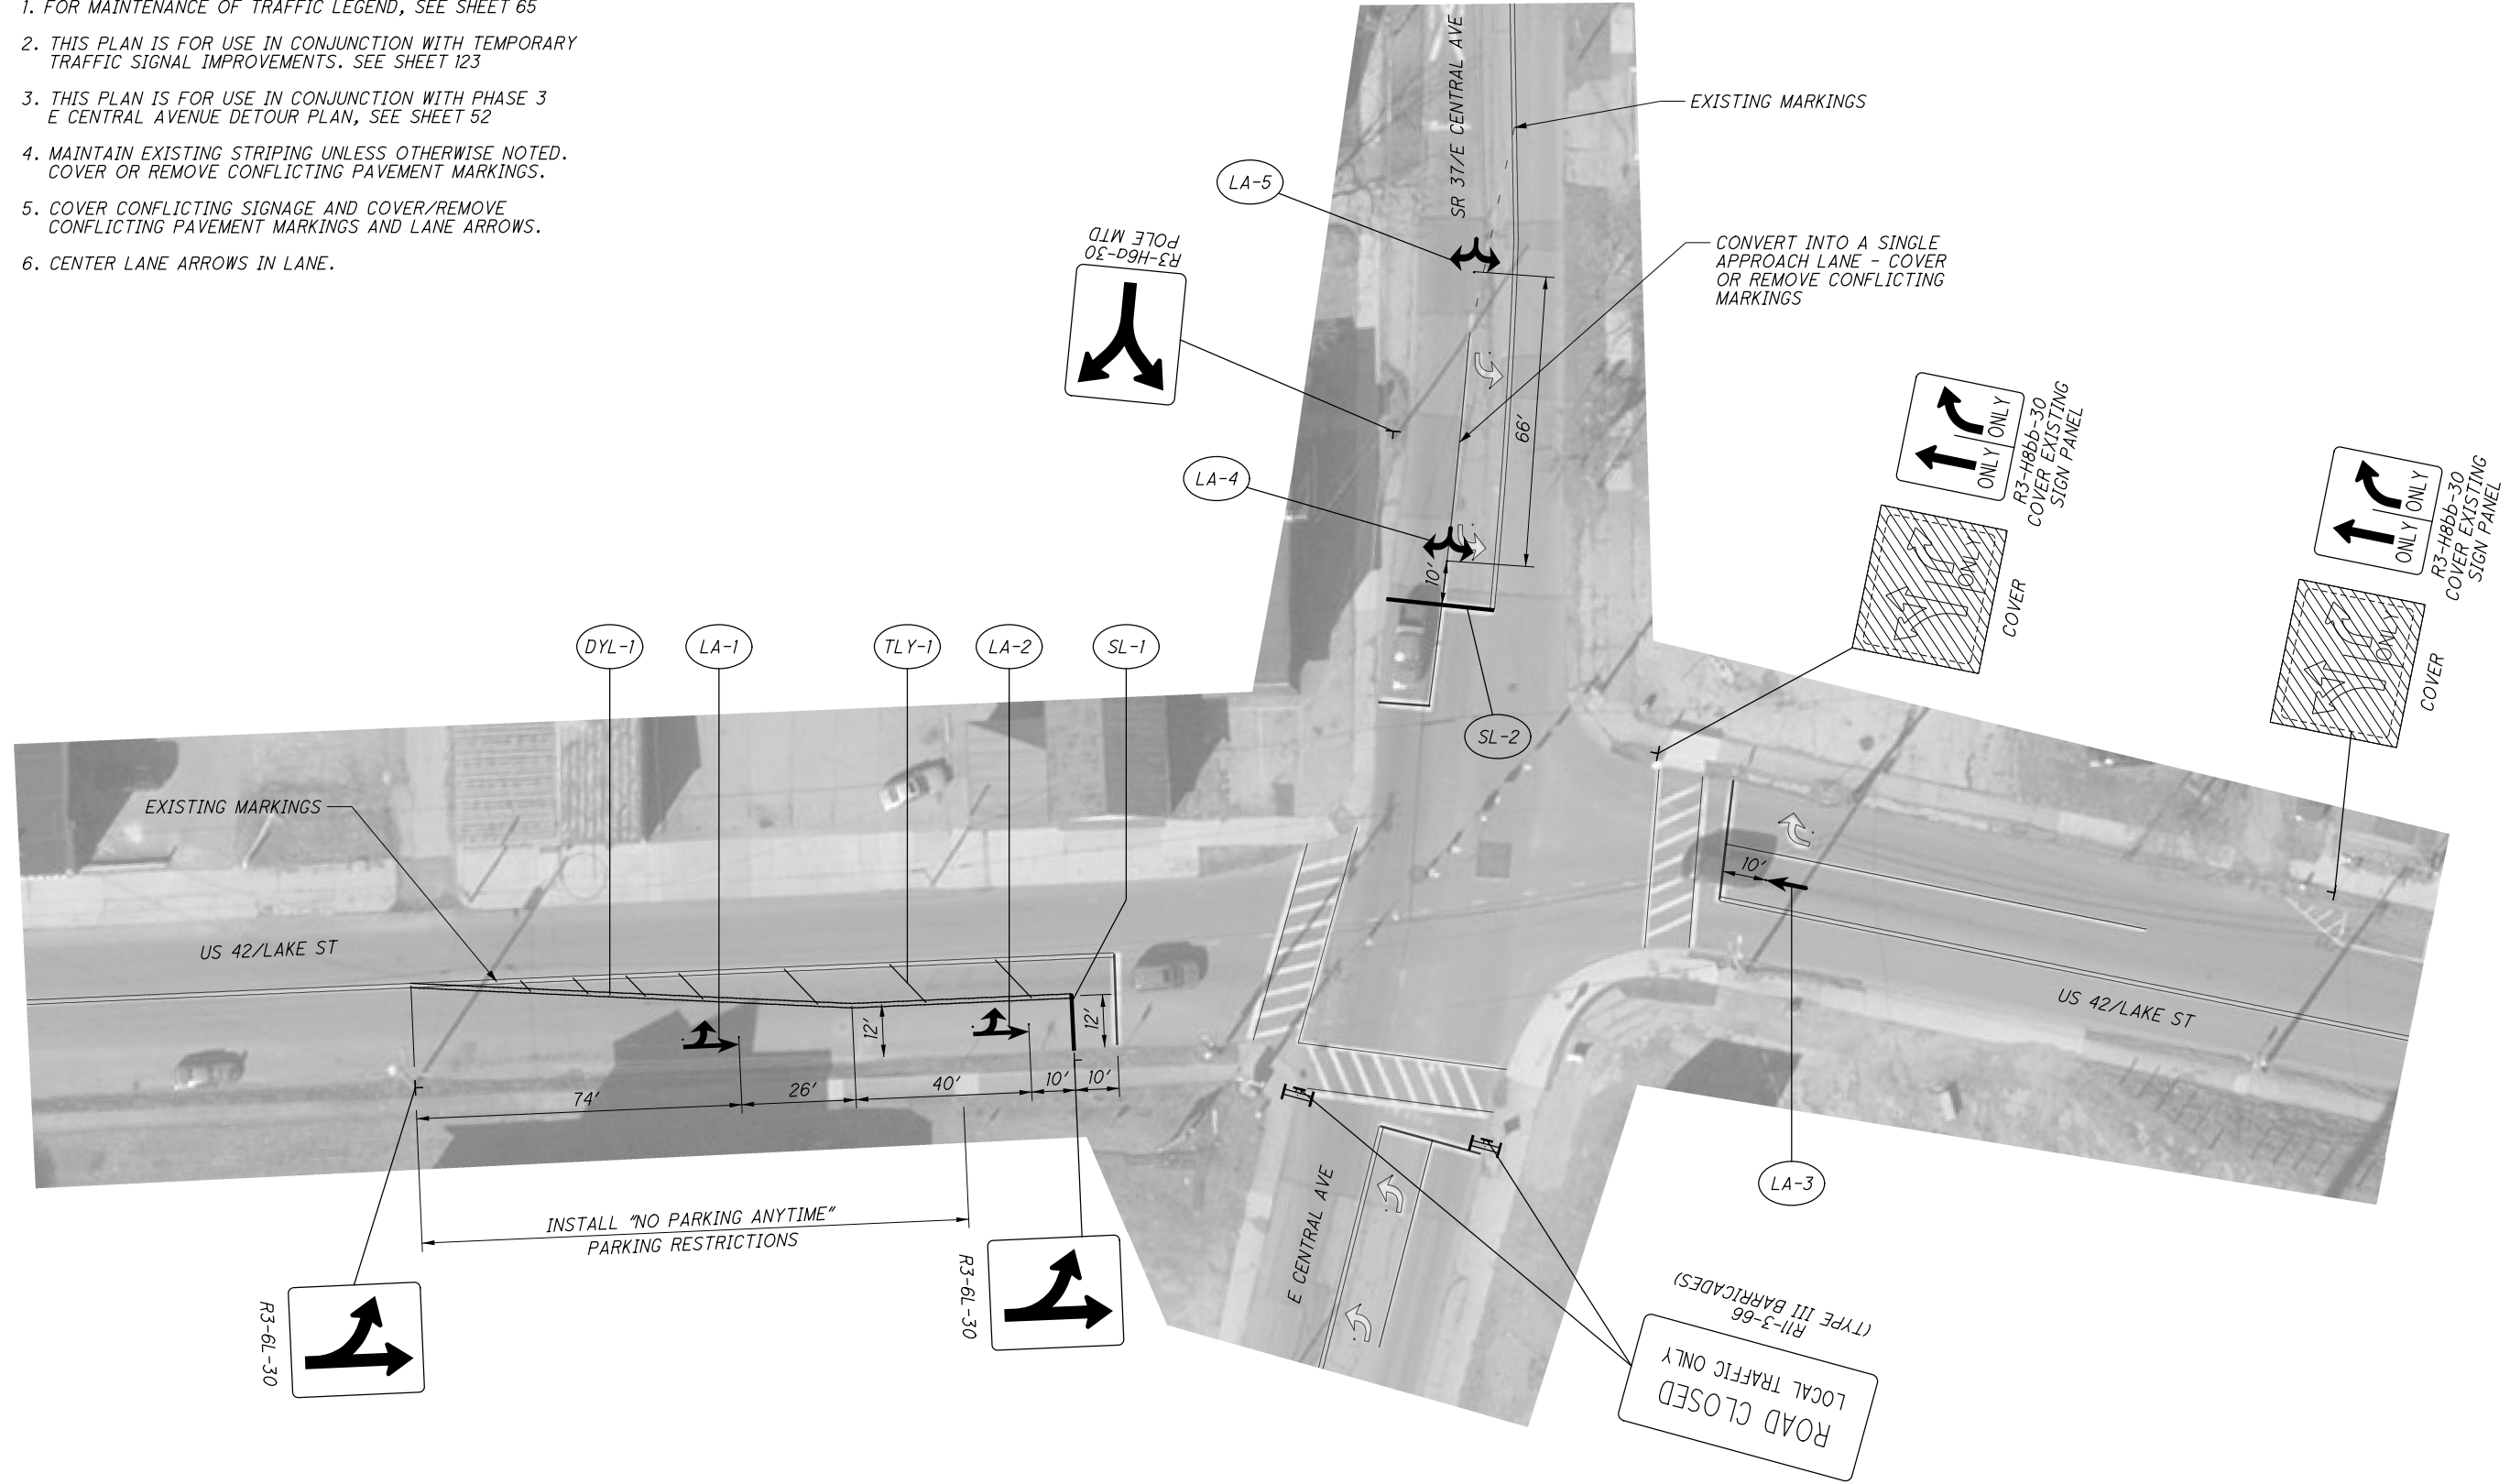 1. FOR MAINTENANCE OF TRAFFIC LEGEND, SEE SHEET 65
2. THIS PLAN IS FOR USE IN CONJUNCTION WITH TEMPORARY
TRAFFIC SIGNAL IMPROVEMENTS. SEE SHEET 123
3. THIS PLAN IS FOR USE IN CONJUNCTION WITH PHASE 3
E CENTRAL AVENUE DETOUR PLAN, SEE SHEET 52
4. MAINTAIN EXISTING STRIPING UNLESS OTHERWISE NOTED.
COVER OR REMOVE CONFLICTING PAVEMENT MARKINGS.
5. COVER CONFLICTING SIGNAGE AND COVER/REMOVE
CONFLICTING PAVEMENT MARKINGS AND LANE ARROWS.
6. CENTER LANE ARROWS IN LANE.
SR 37/E CENTRAL AVE
EXISTING MARKINGS
LA-5
R3-H6a-30
POLE MTD
CONVERT INTO A SINGLE
APPROACH LANE - COVER
OR REMOVE CONFLICTING
MARKINGS
66'
LA-4
10'
SL-2
ONLY
ONLY
R3-H8bb-30
COVER EXISTING
SIGN PANEL
ONLY
COVER
ONLY
ONLY
R3-H8bb-30
COVER EXISTING
SIGN PANEL
ONLY
COVER
DYL-1
LA-1
TLY-1
LA-2
SL-1
EXISTING MARKINGS
US 42/LAKE ST
12'
12'
74'
26'
40'
10'
10'
10'
US 42/LAKE ST
LA-3
INSTALL "NO PARKING ANYTIME"
PARKING RESTRICTIONS
R3-6L-30
R3-6L-30
E CENTRAL AVE
ROAD CLOSED
LOCAL TRAFFIC ONLY
R11-3-66
(TYPE III BARRICADES)